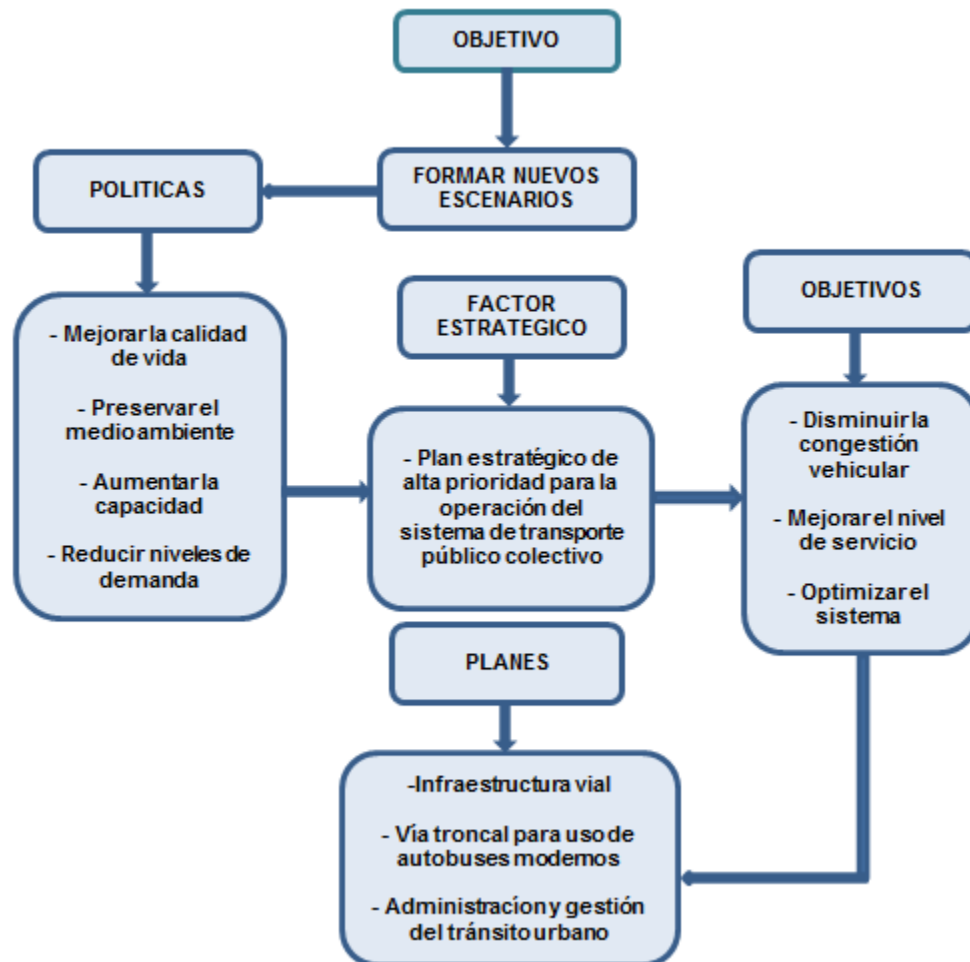 OBJETIVO
FORMAR NUEVOS
ESCENARIOS
POLITICAS
- Mejorar la calidad
de vida
- Preservar el
medio ambiente
- Aumentar la
capacidad
- Reducir niveles de
demanda
FACTOR
ESTRATEGICO
- Plan estratégico de
alta prioridad para la
operación del
sistema de transporte
público colectivo
OBJETIVOS
- Disminuir la
congestión
vehicular
- Mejorar el nivel
de servicio
- Optimizar el
sistema
PLANES
-Infraestructura vial
- Vía troncal para uso de
autobuses modernos
- Administracíon y gestión
del tránsito urbano